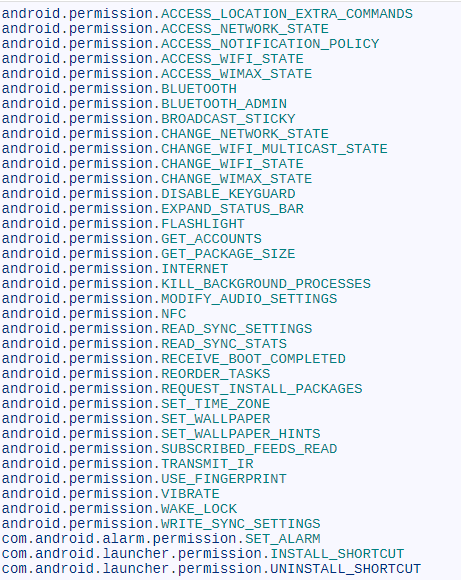 android.permission.ACCESS_LOCATION_EXTRA_COMMANDS
android.permission.ACCESS_NETWORK_STATE
android.permission.ACCESS_NOTIFICATION_POLICY
android.permission.ACCESS_WIFI_STATE
android.permission.ACCESS_WIMAX_STATE
android.permission.BLUETOOTH
android.permission.BLUETOOTH_ADMIN
android.permission.BROADCAST_STICKY
android.permission.CHANGE_NETWORK_STATE
android.permission.CHANGE_WIFI_MULTICAST_STATE
android.permission.CHANGE_WIFI_STATE
android.permission.CHANGE_WIMAX_STATE
android.permission.DISABLE_KEYGUARD
android.permission.EXPAND_STATUS_BAR
android.permission.FLASHLIGHT
android.permission.GET_ACCOUNTS
android.permission.GET_PACKAGE_SIZE
android.permission.INTERNET
android.permission.KILL_BACKGROUND_PROCESSES
android.permission.MODIFY_AUDIO_SETTINGS
android.permission.NFC
android.permission.READ_SYNC_SETTINGS
android.permission.READ_SYNC_STATS
android.permission.RECEIVE_BOOT_COMPLETED
android.permission.REORDER_TASKS
android.permission.REQUEST_INSTALL_PACKAGES
android.permission.SET_TIME_ZONE
android.permission.SET_WALLPAPER
android.permission.SET_WALLPAPER_HINTS
android.permission.SUBSCRIBED_FEEDS_READ
android.permission.TRANSMIT_IR
android.permission.USE_FINGERPRINT
android.permission.VIBRATE
android.permission.WAKE_LOCK
android.permission.WRITE_SYNC_SETTINGS
com.android.alarm.permission.SET_ALARM
com.android.launcher.permission.INSTALL_SHORTCUT
com.android.launcher.permission.UNINSTALL_SHORTCUT